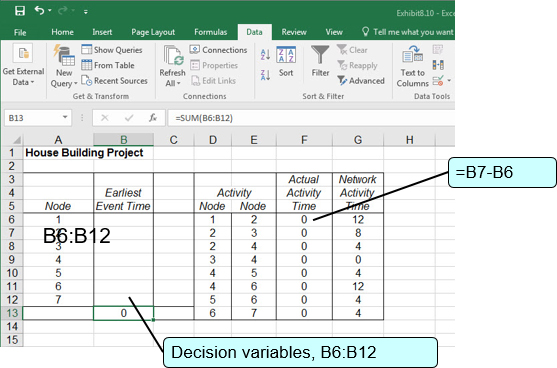 Exhibit8.10 - Exce
File Home Insert Page Layout Formulas Data Review View Tell me what you want
Get External Data
New Query
Show Queries
From Table
Recent Sources
Get & Transform
Refresh All
Connections
Properties
Edit Links
Connections
Sort
Filter
Clear
Reapply
Advanced
Sort & Filter
Text to Columns
Data Tools
B13 =SUM(B6:B12)
A B C D E F G H
1 House Building Project
2
3 Actual Network
4 Earliest Activity Activity Activity
5 Node Event Time Node Node Time Time
6 1 1 2 0 12
7 2 3 0 8
8 3 2 4 0 4
9 4 3 4 0 0
10 5 4 5 0 4
11 6 4 6 0 12
12 7 5 6 0 4
13 0 6 7 0 4
14
15
B6:B12
=B7-B6
Decision variables, B6:B12